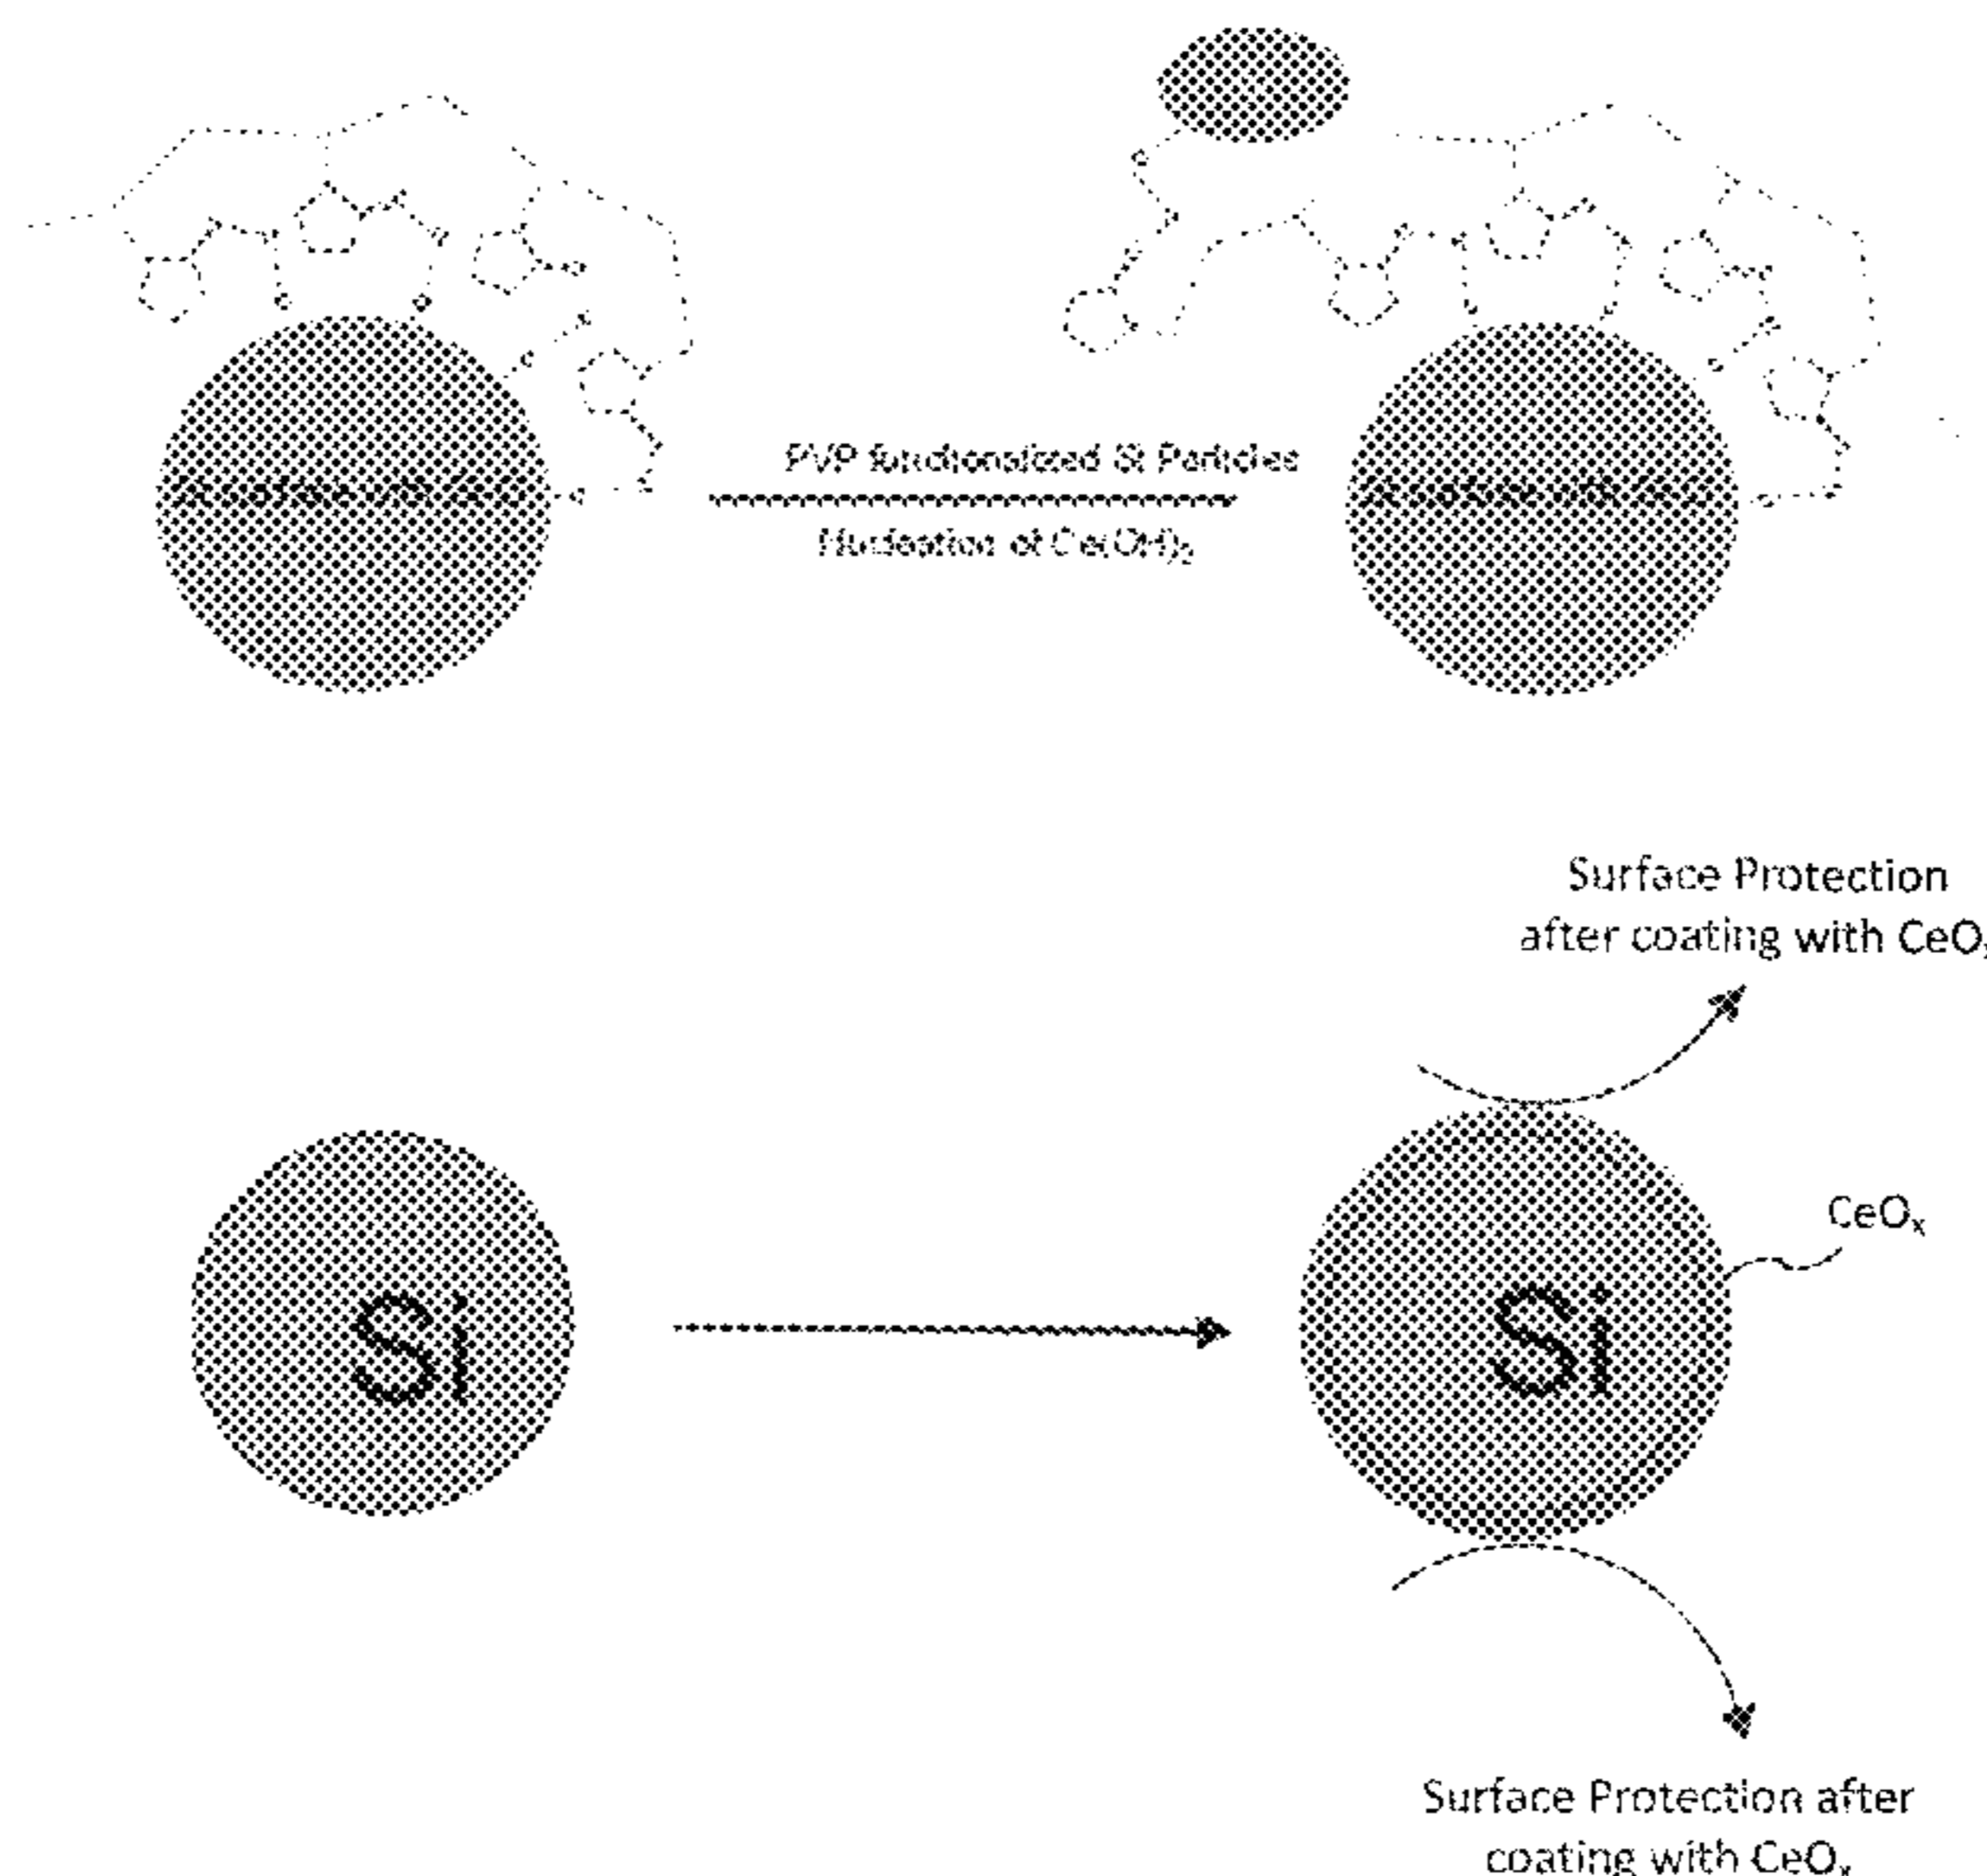 PVP functionalized Si Particles
Nucleation of Ce(OH)₂
Surface Protection
after coating with CeOₓ
CeOₓ
Si
Si
Surface Protection after
coating with CeOₓ